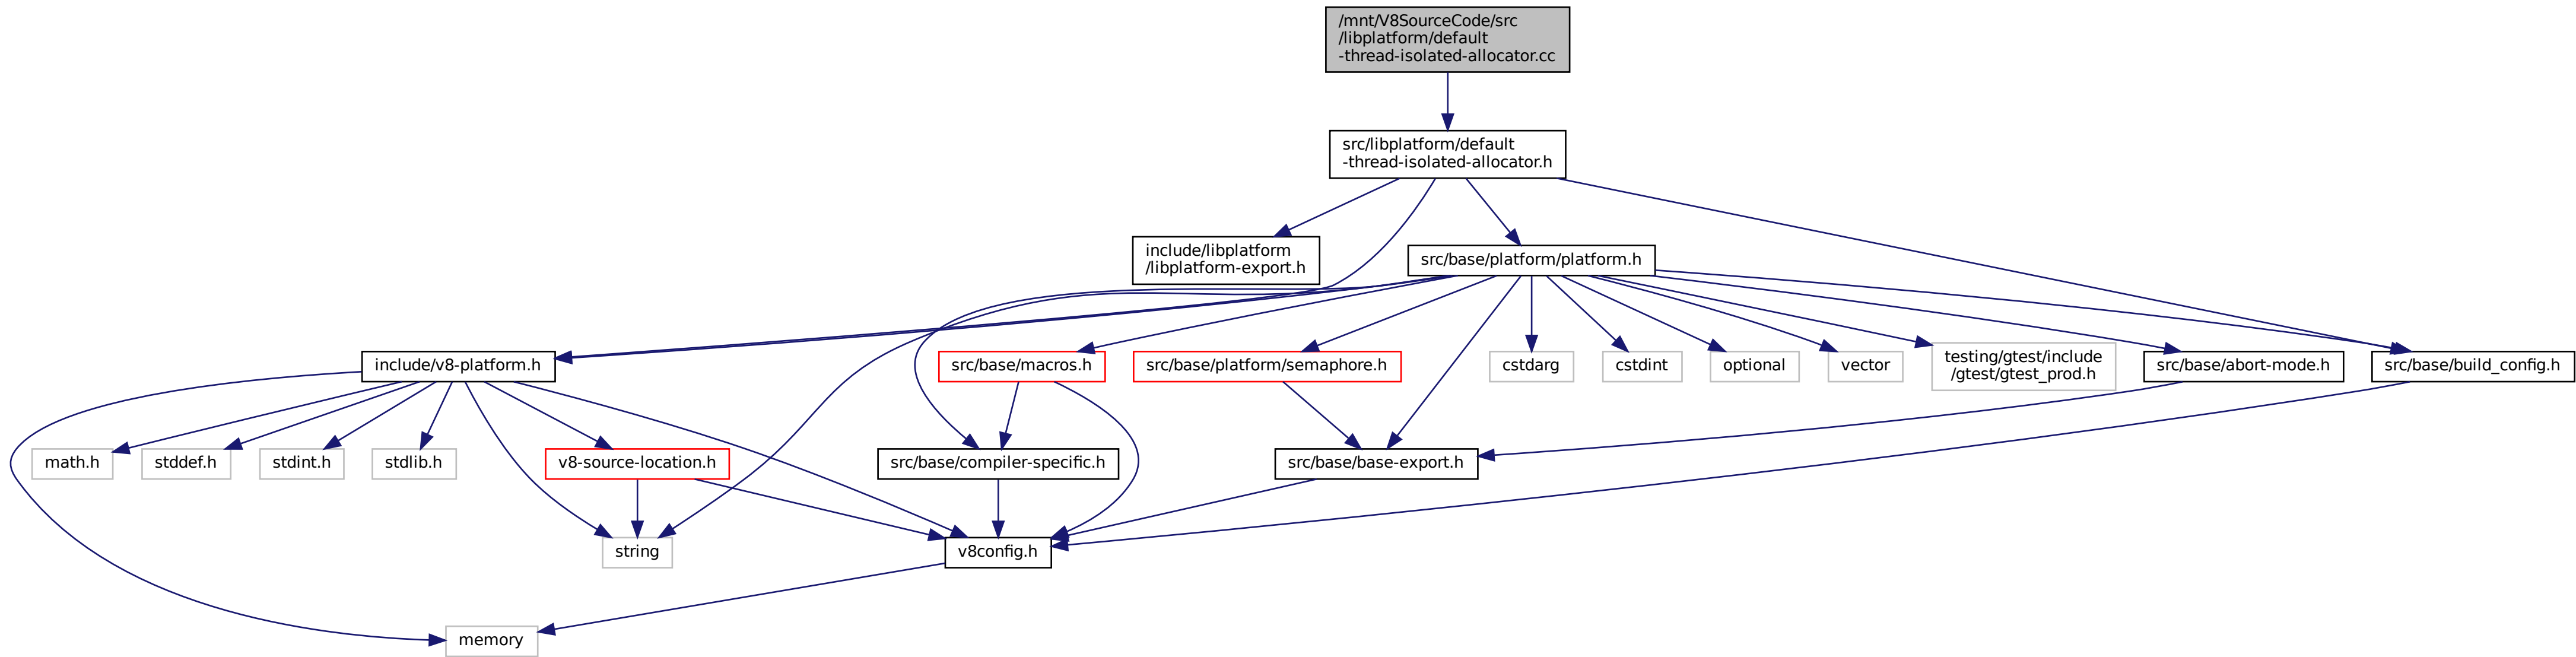 /mnt/V8SourceCode/src
/libplatform/default
-thread-isolated-allocator.cc
src/libplatform/default
-thread-isolated-allocator.h
include/libplatform
/libplatform-export.h
src/base/platform/platform.h
include/v8-platform.h
src/base/macros.h
src/base/platform/semaphore.h
cstdarg
cstdint
optional
vector
testing/gtest/include
/gtest/gtest_prod.h
src/base/abort-mode.h
src/base/build_config.h
math.h
stddef.h
stdint.h
stdlib.h
v8-source-location.h
src/base/compiler-specific.h
src/base/base-export.h
string
v8config.h
memory